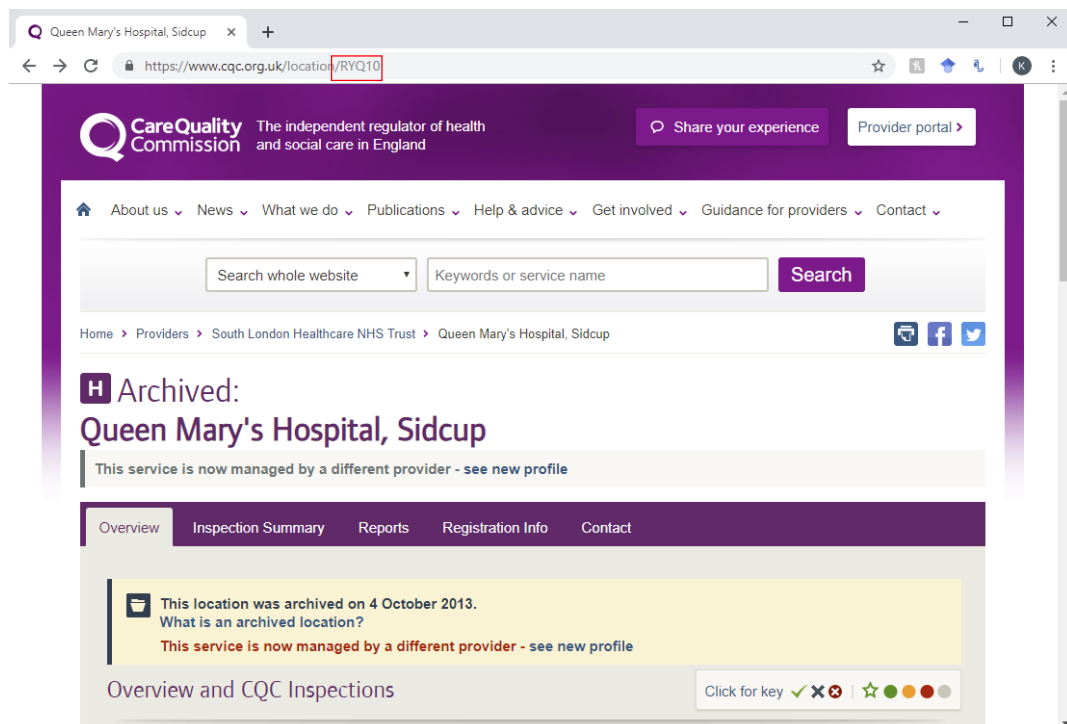 Queen Mary's Hospital, Sidcup
https://www.cqc.org.uk/location/RYQ10
K
CareQuality
Commission
The independent regulator of health
and social care in England
Share your experience
Provider portal
About us
News
What we do
Publications
Help & advice
Get involved
Guidance for providers
Contact
Search whole website
Keywords or service name
Search
Home > Providers > South London Healthcare NHS Trust > Queen Mary's Hospital, Sidcup
H Archived:
Queen Mary's Hospital, Sidcup
This service is now managed by a different provider - see new profile
Overview
Inspection Summary
Reports
Registration Info
Contact
This location was archived on 4 October 2013.
What is an archived location?
This service is now managed by a different provider - see new profile
Overview and CQC Inspections
Click for key